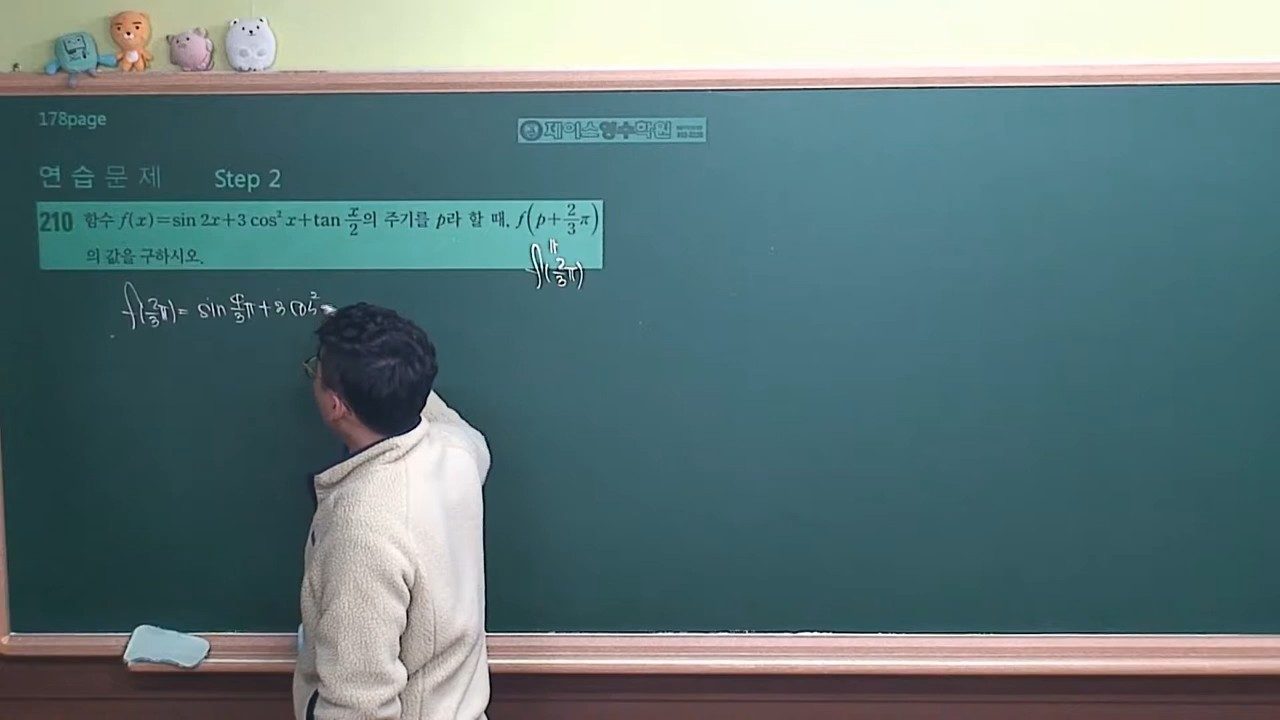 178page
제이스영수학원
연습문제 Step 2
210 함수 f(x)=sin 2x+3 cos² x+tan x/2의 주기를 p라 할 때, f(p+2/3π)
의 값을 구하시오.
f(2/3π)
f(2/3π)= sin 4/3π+3 cos²